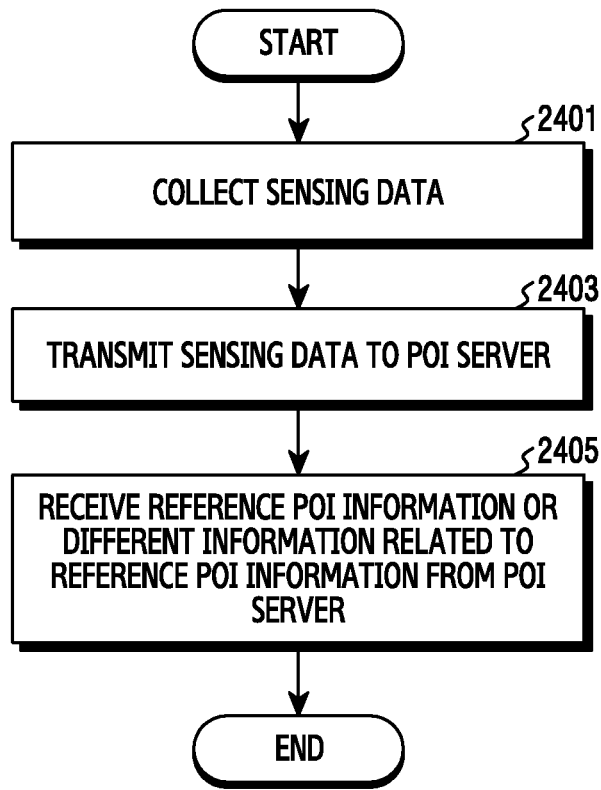 START
2401
COLLECT SENSING DATA
2403
TRANSMIT SENSING DATA TO POI SERVER
2405
RECEIVE REFERENCE POI INFORMATION OR
DIFFERENT INFORMATION RELATED TO
REFERENCE POI INFORMATION FROM POI
SERVER
END